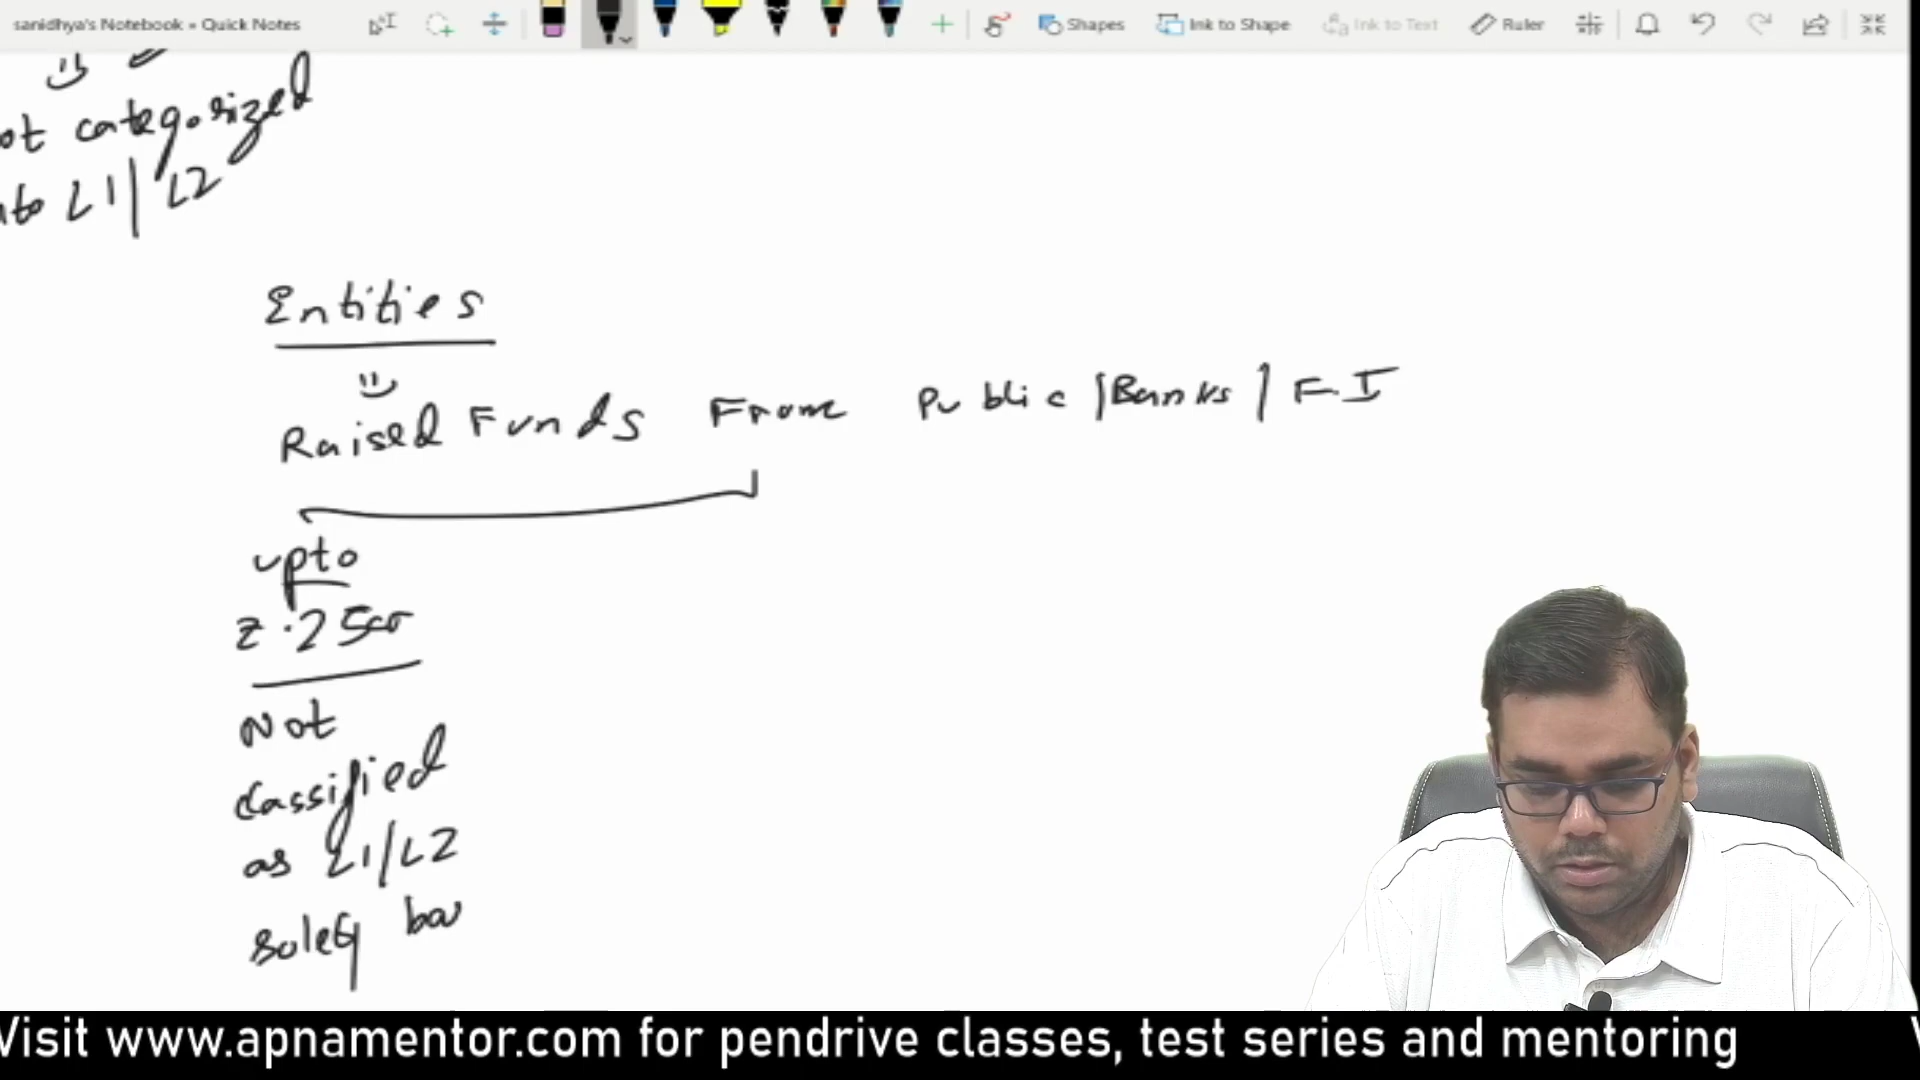 sanidhya's Notebook » Quick Notes
Shapes
Ink to Shape
Ink to Text
Ruler
ot categorized
nto L1/L2
Entities
Raised Funds From Public / Banks / FI
upto
25cr
Not
classified
as L1/L2
solely
Visit www.apnamentor.com for pendrive classes, test series and mentoring